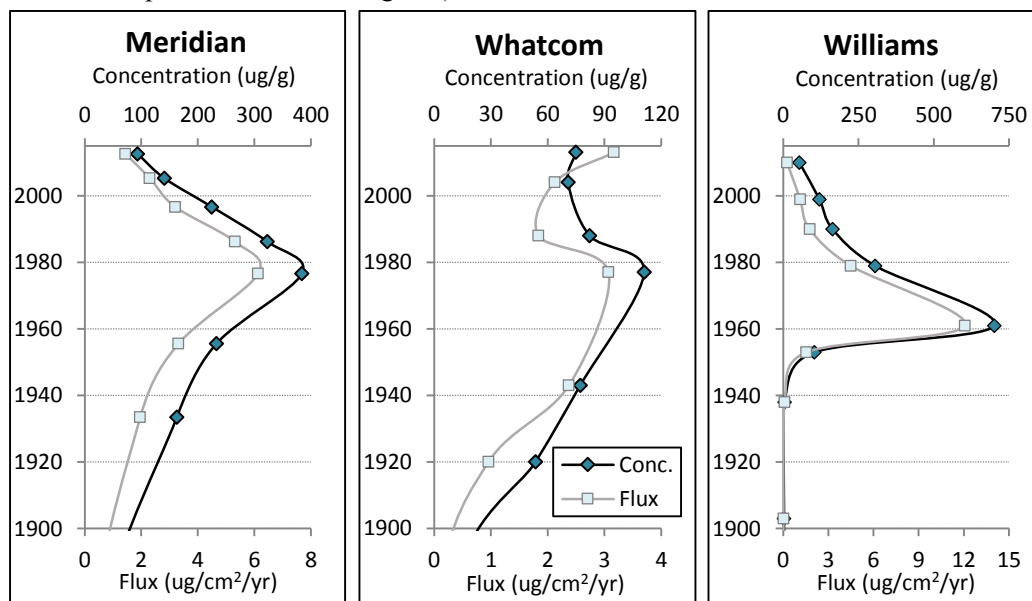 Meridian
Concentration (ug/g)
0 100 200 300 400
2000
1980
1960
1940
1920
1900
0 2 4 6 8
Flux (ug/cm²/yr)
Whatcom
Concentration (ug/g)
0 30 60 90 120
2000
1980
1960
1940
1920
1900
Conc.
Flux
0 1 2 3 4
Flux (ug/cm²/yr)
Williams
Concentration (ug/g)
0 250 500 750
2000
1980
1960
1940
1920
1900
0 3 6 9 12 15
Flux (ug/cm²/yr)